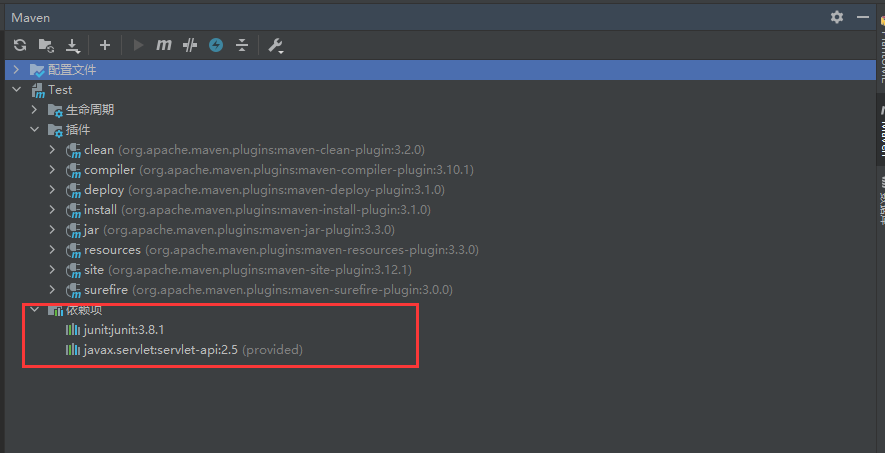 Maven
配置文件
Test
生命周期
插件
clean (org.apache.maven.plugins:maven-clean-plugin:3.2.0)
compiler (org.apache.maven.plugins:maven-compiler-plugin:3.10.1)
deploy (org.apache.maven.plugins:maven-deploy-plugin:3.1.0)
install (org.apache.maven.plugins:maven-install-plugin:3.1.0)
jar (org.apache.maven.plugins:maven-jar-plugin:3.3.0)
resources (org.apache.maven.plugins:maven-resources-plugin:3.3.0)
site (org.apache.maven.plugins:maven-site-plugin:3.12.1)
surefire (org.apache.maven.plugins:maven-surefire-plugin:3.0.0)
依赖项
junit:junit:3.8.1
javax.servlet:servlet-api:2.5 (provided)